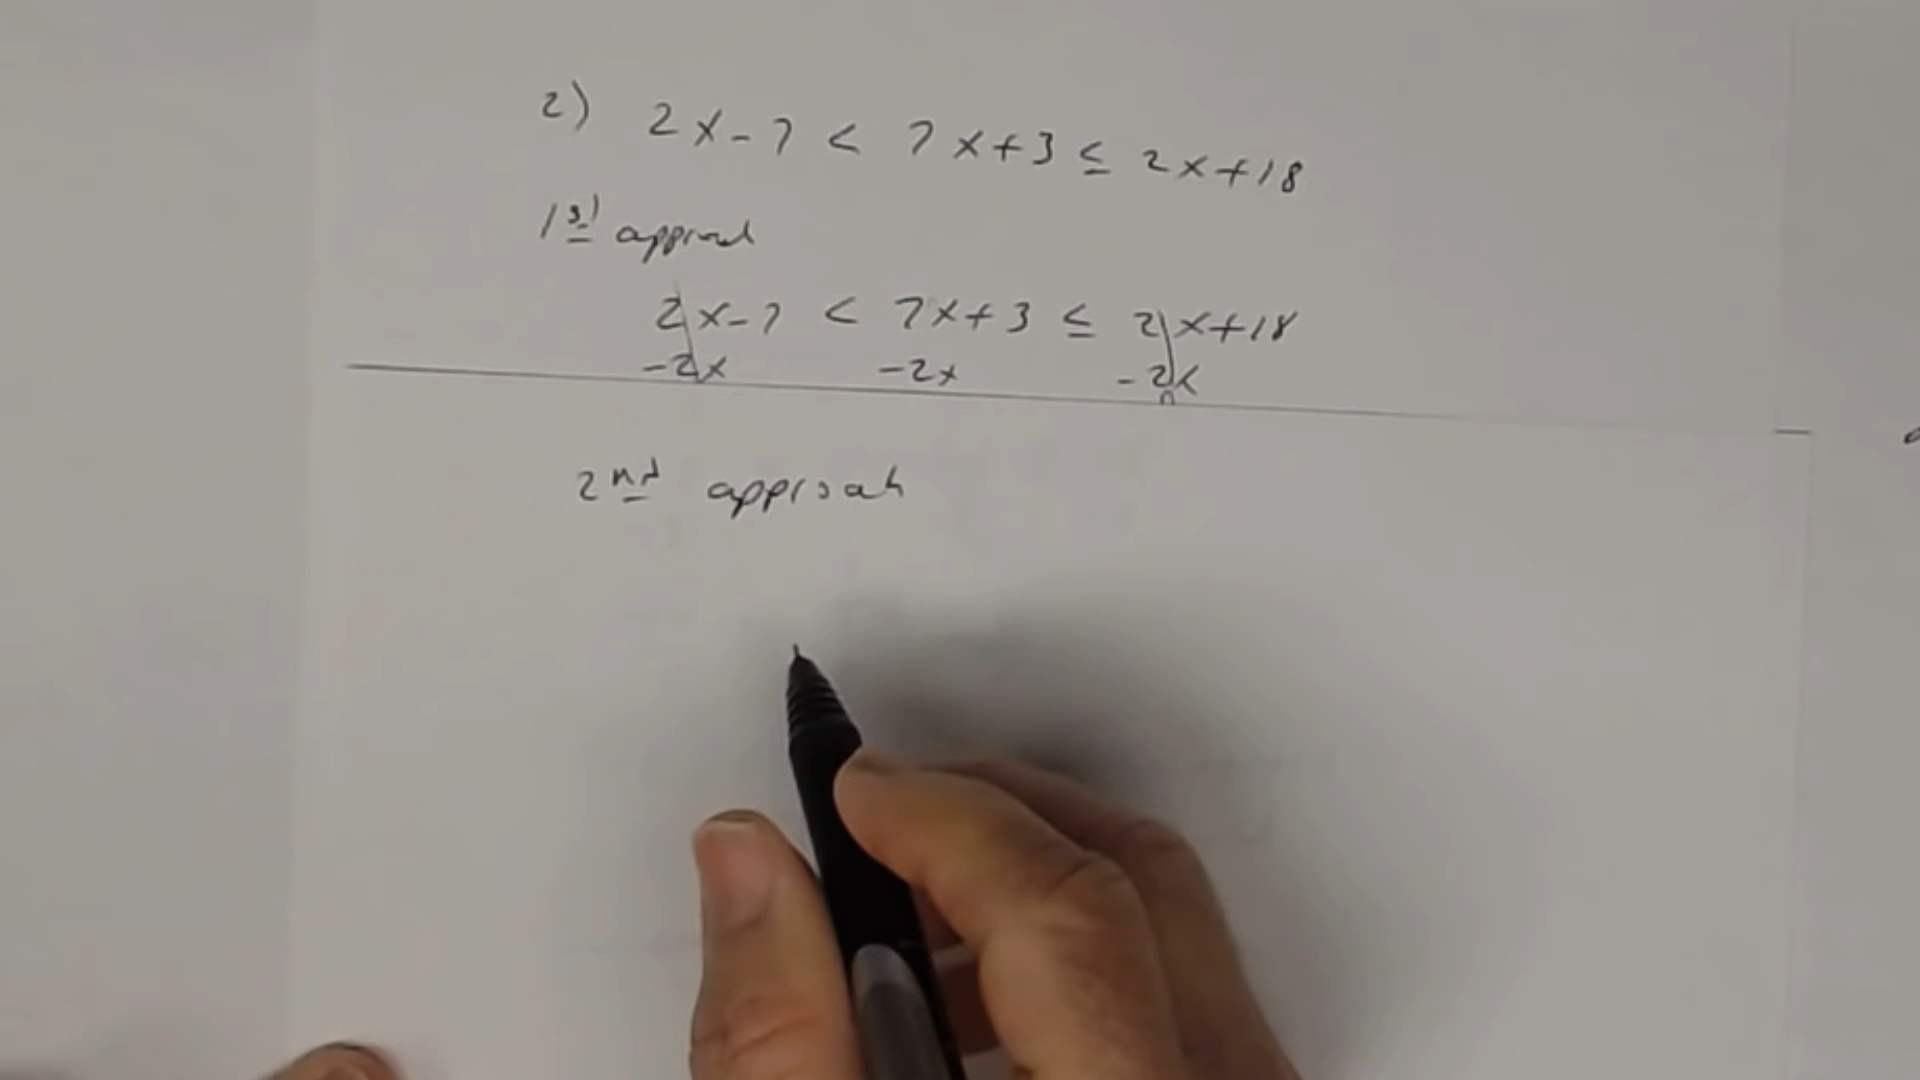 2) 2x-7 < 7x+3 ≤ 2x+18
1st approach
2x-7 < 7x+3 ≤ 2x+18
-2x -2x -2x
2nd approach